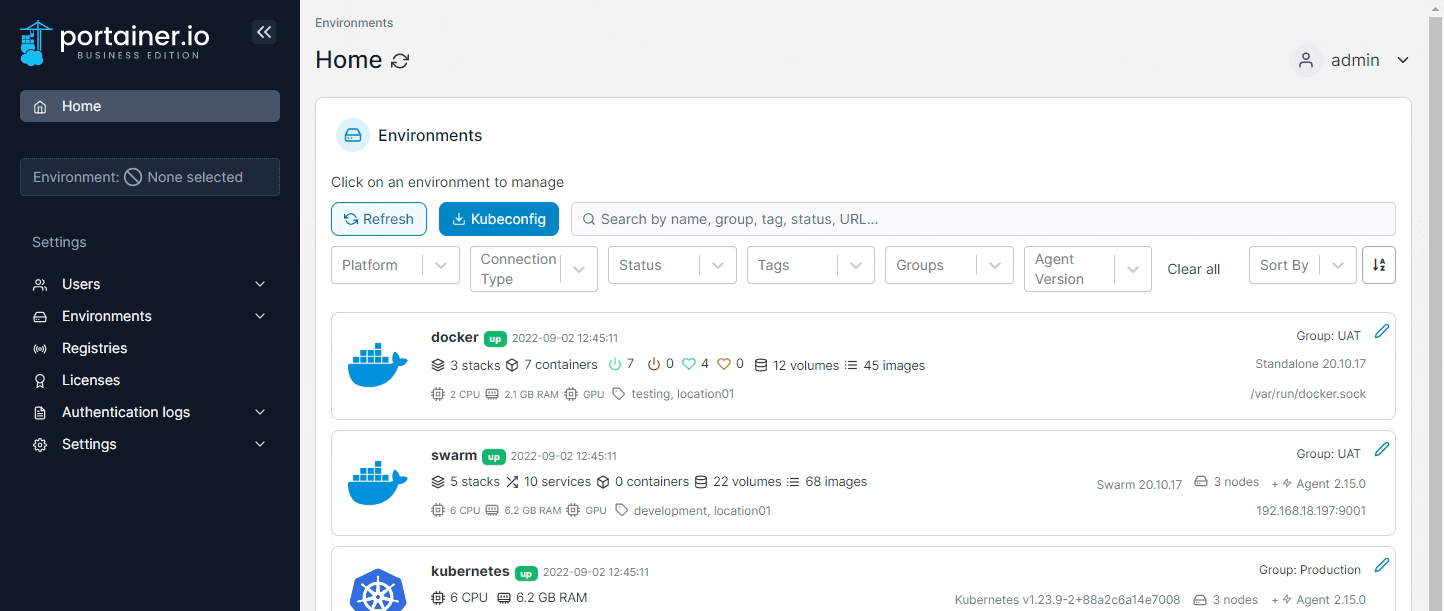 portainer.io
BUSINESS EDITION
Home
Environment: None selected
Settings
Users
Environments
Registries
Licenses
Authentication logs
Settings
Environments
Home
admin
Environments
Click on an environment to manage
Refresh Kubeconfig Search by name, group, tag, status, URL...
Platform Connection Type Status Tags Groups Agent Version Clear all Sort By
docker up 2022-09-02 12:45:11 Group: UAT
3 stacks 7 containers 7 0 4 0 12 volumes 45 images Standalone 20.10.17
2 CPU 2.1 GB RAM GPU testing, location01 /var/run/docker.sock
swarm up 2022-09-02 12:45:11 Group: UAT
5 stacks 10 services 0 containers 22 volumes 68 images Swarm 20.10.17 3 nodes + Agent 2.15.0
6 CPU 6.2 GB RAM GPU development, location01 192.168.18.197:9001
kubernetes up 2022-09-02 12:45:11 Group: Production
6 CPU 6.2 GB RAM Kubernetes v1.23.9-2+88a2c6a14e7008 3 nodes + Agent 2.15.0